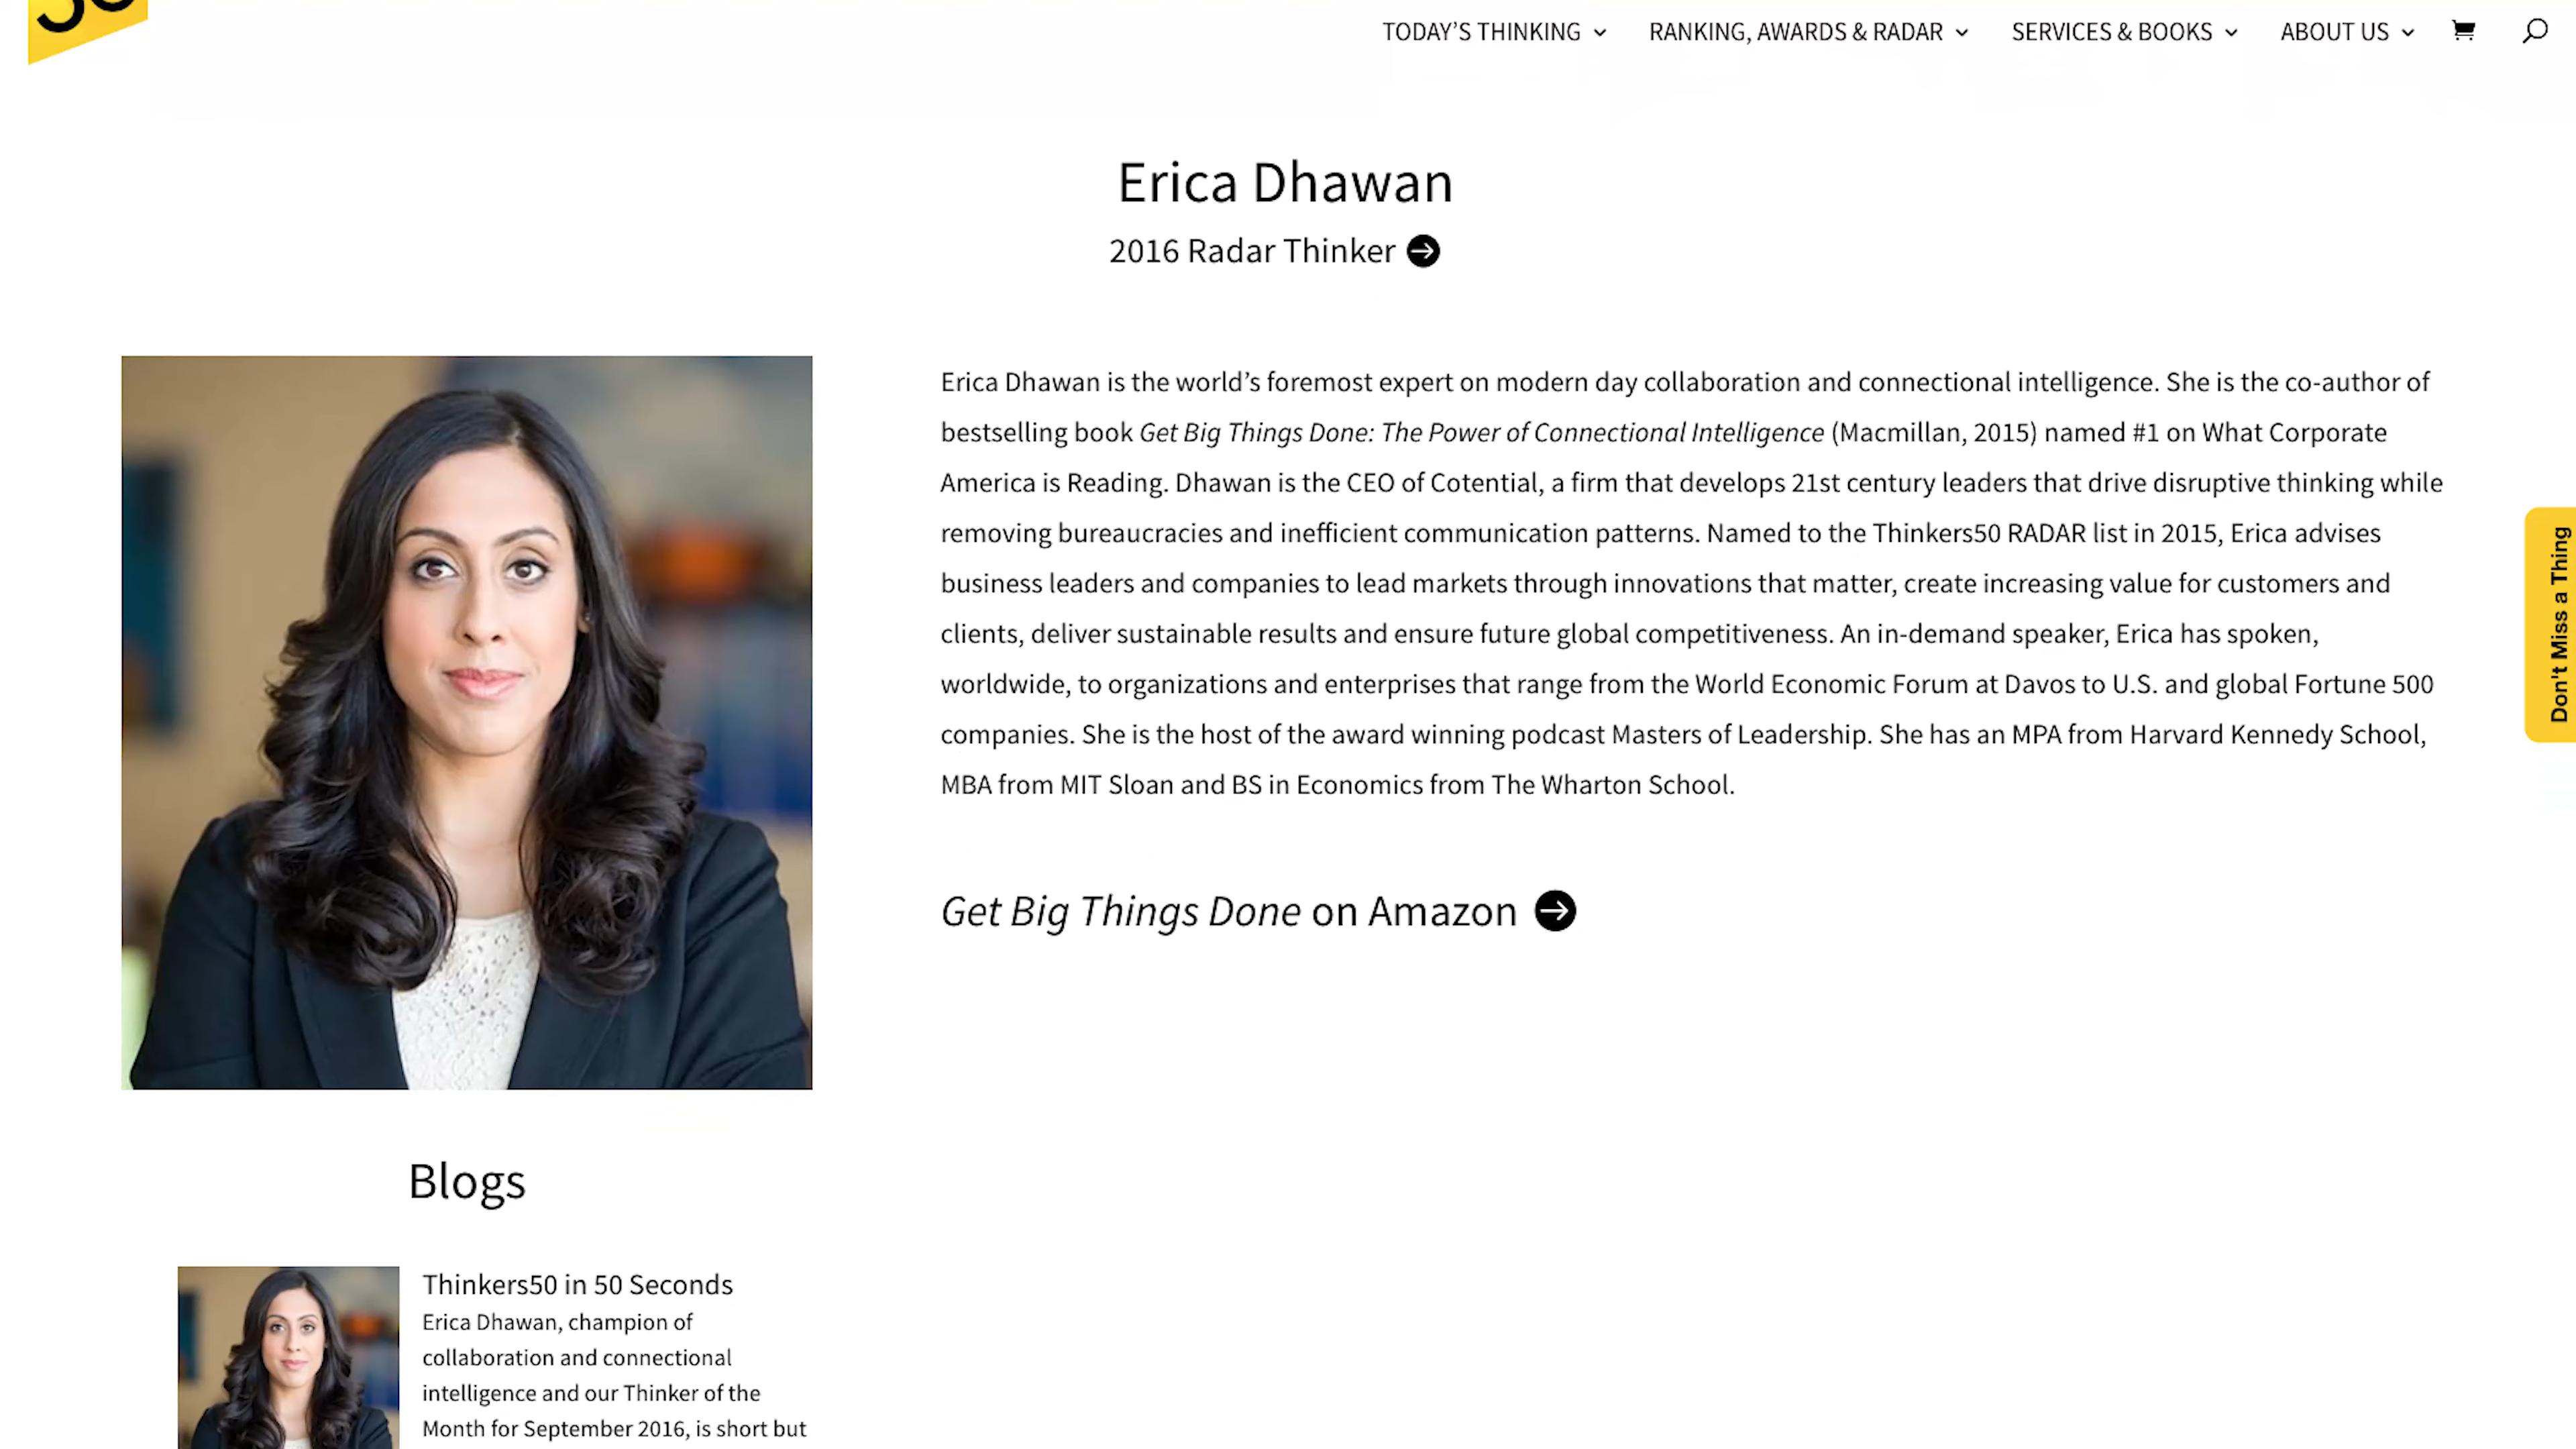 50
TODAY’S THINKING
RANKING, AWARDS & RADAR
SERVICES & BOOKS
ABOUT US
Erica Dhawan
2016 Radar Thinker
Erica Dhawan is the world’s foremost expert on modern day collaboration and connectional intelligence. She is the co-author of
bestselling book Get Big Things Done: The Power of Connectional Intelligence (Macmillan, 2015) named #1 on What Corporate
America is Reading. Dhawan is the CEO of Cotential, a firm that develops 21st century leaders that drive disruptive thinking while
removing bureaucracies and inefficient communication patterns. Named to the Thinkers50 RADAR list in 2015, Erica advises
business leaders and companies to lead markets through innovations that matter, create increasing value for customers and
clients, deliver sustainable results and ensure future global competitiveness. An in-demand speaker, Erica has spoken,
worldwide, to organizations and enterprises that range from the World Economic Forum at Davos to U.S. and global Fortune 500
companies. She is the host of the award winning podcast Masters of Leadership. She has an MPA from Harvard Kennedy School,
MBA from MIT Sloan and BS in Economics from The Wharton School.
Get Big Things Done on Amazon
Don't Miss a Thing
Blogs
Thinkers50 in 50 Seconds
Erica Dhawan, champion of
collaboration and connectional
intelligence and our Thinker of the
Month for September 2016, is short but